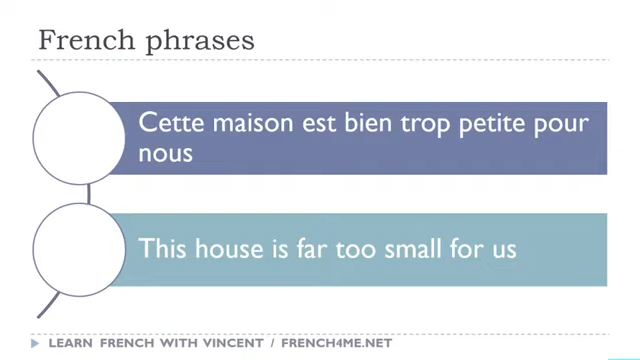 French phrases
Cette maison est bien trop petite pour
nous
This house is far too small for us
LEARN FRENCH WITH VINCENT / FRENCH4ME.NET